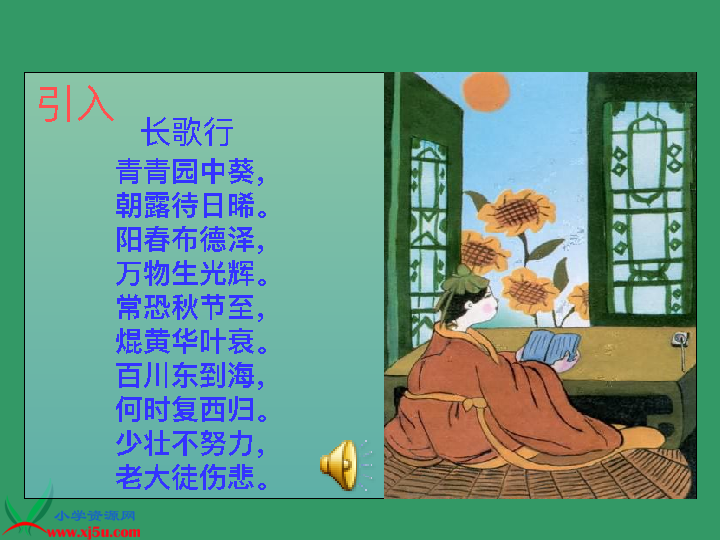 引入
长歌行
青青园中葵，
朝露待日晞。
阳春布德泽，
万物生光辉。
常恐秋节至，
焜黄华叶衰。
百川东到海，
何时复西归。
少壮不努力，
老大徒伤悲。
小学资源网
www.xj5u.com